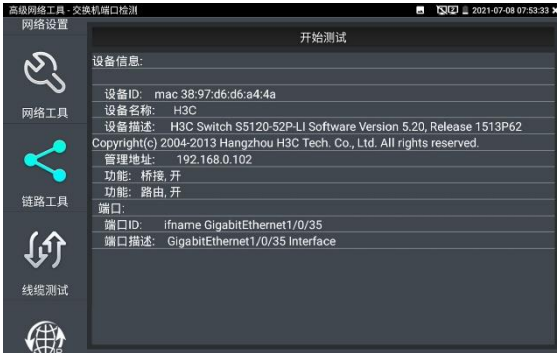 高级网络工具 - 交换机端口检测
2021-07-08 07:53:33
网络设置
开始测试
设备信息:
设备ID: mac 38:97:d6:d6:a4:4a
网络工具
设备名称: H3C
设备描述: H3C Switch S5120-52P-LI Software Version 5.20, Release 1513P62
Copyright(c) 2004-2013 Hangzhou H3C Tech. Co., Ltd. All rights reserved.
管理地址: 192.168.0.102
功能: 桥接, 开
功能: 路由, 开
链路工具
端口:
端口ID: ifname GigabitEthernet1/0/35
端口描述: GigabitEthernet1/0/35 Interface
线缆测试